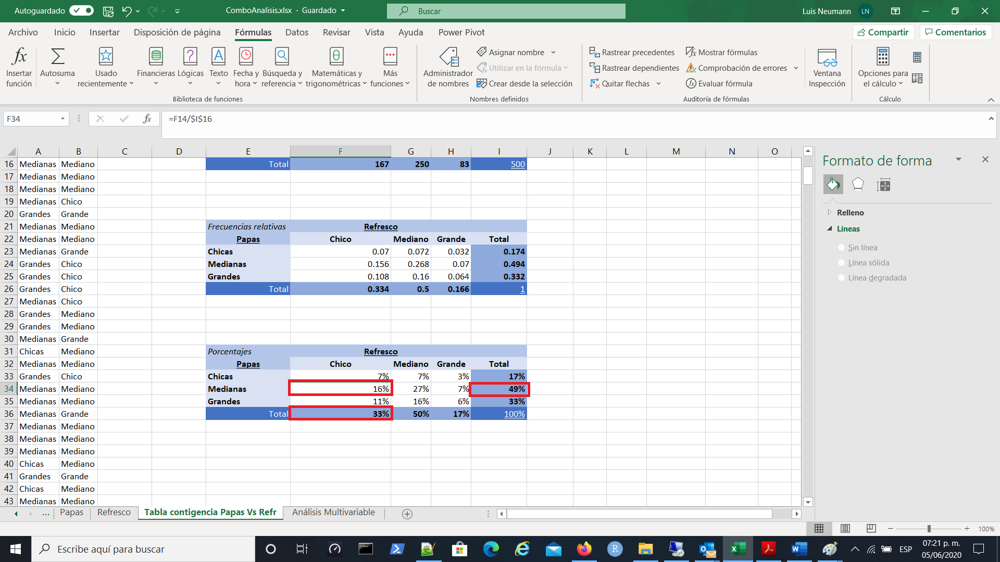 Autoguardado ComboAnalisis.xlsx - Guardado Buscar Luis Neumann LN
Archivo Inicio Insertar Disposición de página Fórmulas Datos Revisar Vista Ayuda Power Pivot Compartir Comentarios
Insertar función
Autosuma
Usado recientemente
Financieras
Lógicas
Texto
Fecha y hora
Búsqueda y referencia
Matemáticas y trigonométricas
Más funciones
Biblioteca de funciones
Administrador de nombres
Asignar nombre
Utilizar en la fórmula
Crear desde la selección
Nombres definidos
Rastrear precedentes
Rastrear dependientes
Quitar flechas
Mostrar fórmulas
Comprobación de errores
Evaluar fórmula
Auditoría de fórmulas
Ventana Inspección
Opciones para el cálculo
Cálculo
F34 fx =F14/$I$16
A B C D E F G H I J K L M N O
16 Medianas Mediano Total 167 250 83 500
17 Medianas Mediano
18 Medianas Mediano
19 Medianas Chico
20 Grandes Grande
21 Medianas Mediano Frecuencias relativas Refresco
22 Medianas Mediano Papas Chico Mediano Grande Total
23 Medianas Grande Chicas 0.07 0.072 0.032 0.174
24 Grandes Chico Medianas 0.156 0.268 0.07 0.494
25 Grandes Chico Grandes 0.108 0.16 0.064 0.332
26 Grandes Chico Total 0.334 0.5 0.166 1
27 Medianas Chico
28 Grandes Mediano
29 Grandes Mediano
30 Medianas Grande
31 Chicas Mediano Porcentajes Refresco
32 Medianas Mediano Papas Chico Mediano Grande Total
33 Grandes Chico Chicas 7% 7% 3% 17%
34 Medianas Mediano Medianas 16% 27% 7% 49%
35 Medianas Mediano Grandes 11% 16% 6% 33%
36 Medianas Grande Total 33% 50% 17% 100%
37 Medianas Mediano
38 Medianas Mediano
39 Medianas Mediano
40 Chicas Mediano
41 Grandes Grande
42 Chicas Mediano
43 Medianas Mediano
Formato de forma
Relleno
Líneas
Sin línea
Línea sólida
Línea degradada
... Papas Refresco Tabla contigencia Papas Vs Refr Análisis Multivariable
100%
Escribe aquí para buscar
ESP
07:21 p. m.
05/06/2020